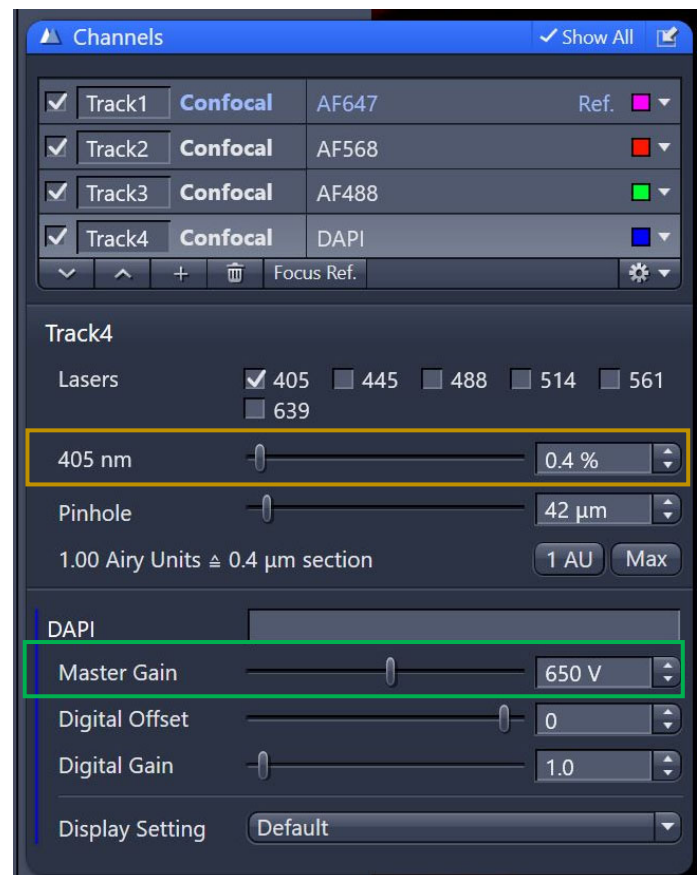 Channels ✓ Show All
Track1 Confocal AF647 Ref.
Track2 Confocal AF568
Track3 Confocal AF488
Track4 Confocal DAPI
+ Focus Ref.
Track4
Lasers 405 445 488 514 561
639
405 nm 0.4 %
Pinhole 42 µm
1.00 Airy Units ≙ 0.4 µm section 1 AU Max
DAPI
Master Gain 650 V
Digital Offset 0
Digital Gain 1.0
Display Setting Default